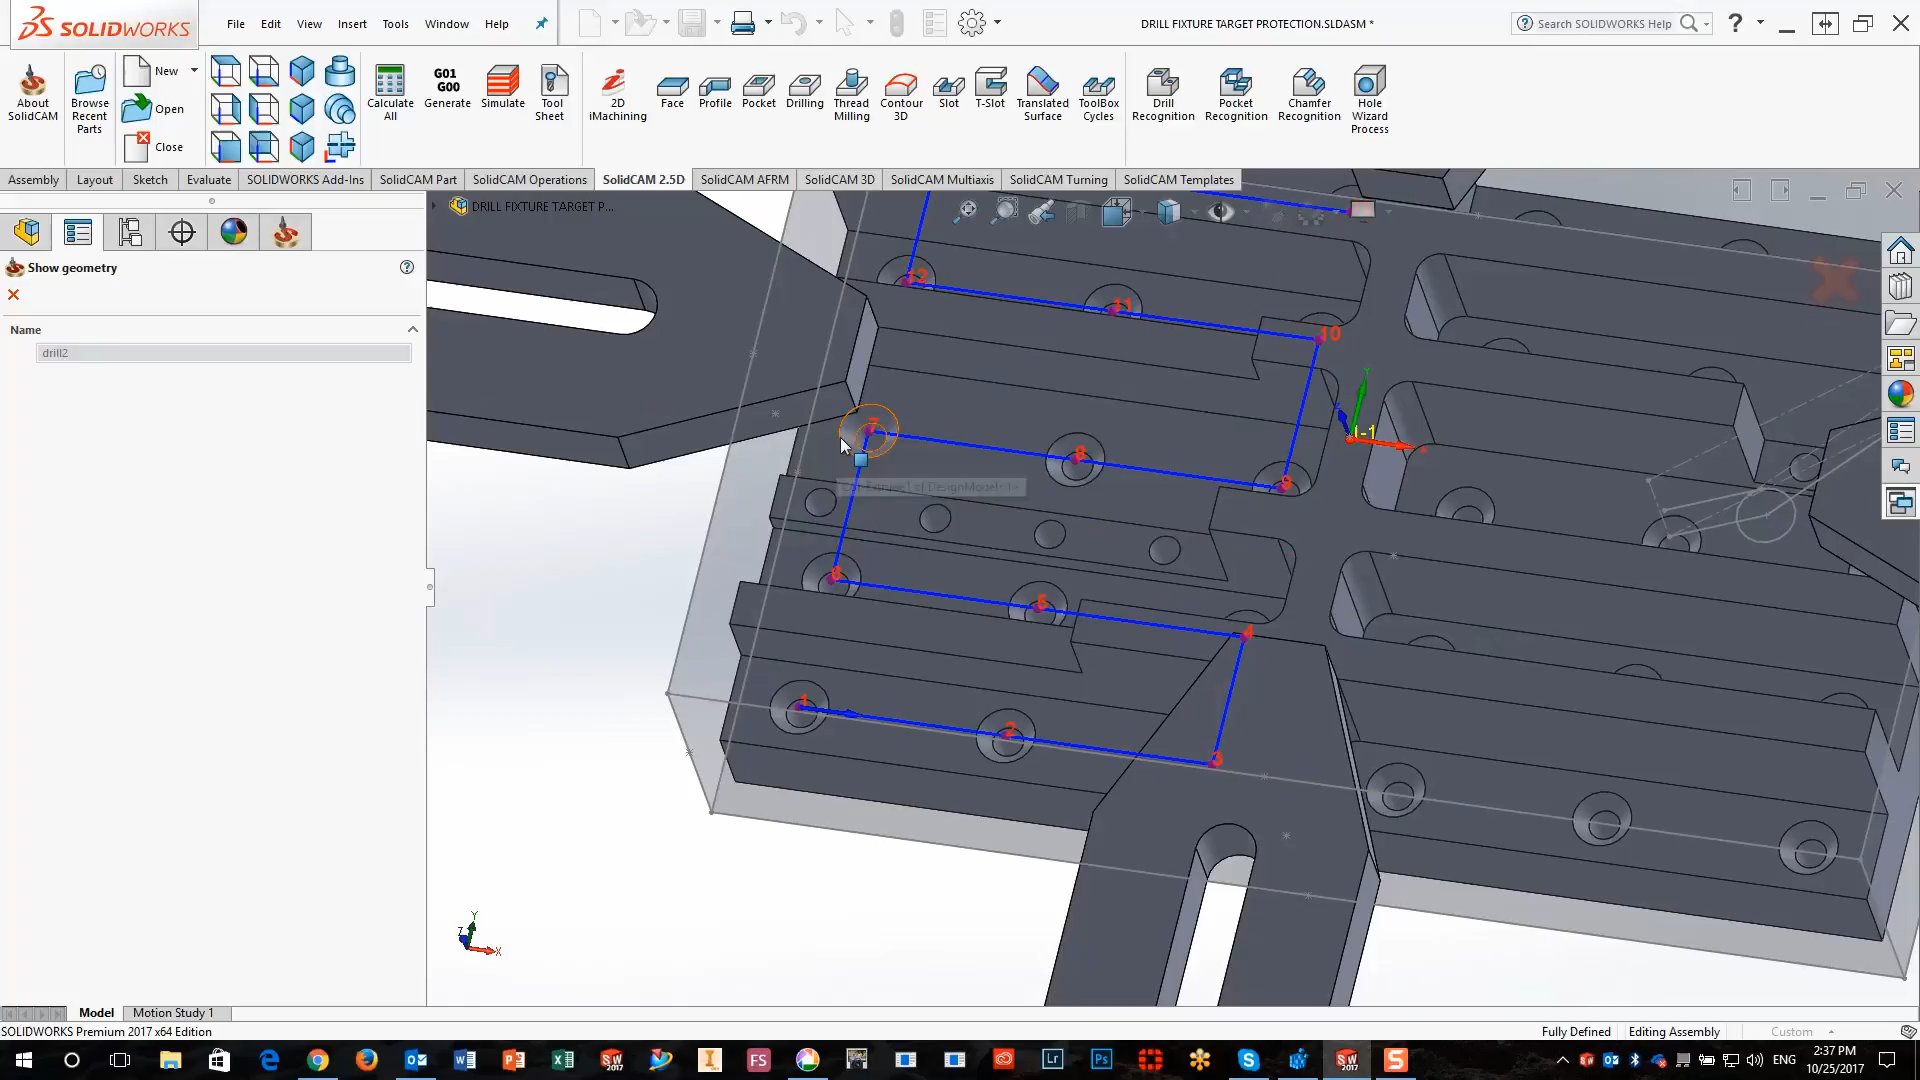 SOLIDWORKS
File Edit View Insert Tools Window Help
DRILL FIXTURE TARGET PROTECTION.SLDASM *
Search SOLIDWORKS Help
About SolidCAM
Browse Recent Parts
New
Open
Close
Calculate All
G01 G00 Generate
Simulate
Tool Sheet
2D iMachining
Face
Profile
Pocket
Drilling
Thread Milling
Contour 3D
Slot
T-Slot
Translated Surface
ToolBox Cycles
Drill Recognition
Pocket Recognition
Chamfer Recognition
Hole Wizard Process
Assembly Layout Sketch Evaluate SOLIDWORKS Add-Ins SolidCAM Part SolidCAM Operations SolidCAM 2.5D SolidCAM AFRM SolidCAM 3D SolidCAM Multiaxis SolidCAM Turning SolidCAM Templates
DRILL FIXTURE TARGET P...
Show geometry
Name
drill2
12
11
10
7
8
9
6
5
4
1
2
3
Y
Z
X
Model Motion Study 1
SOLIDWORKS Premium 2017 x64 Edition
Fully Defined Editing Assembly Custom
ENG
2:37 PM
10/25/2017